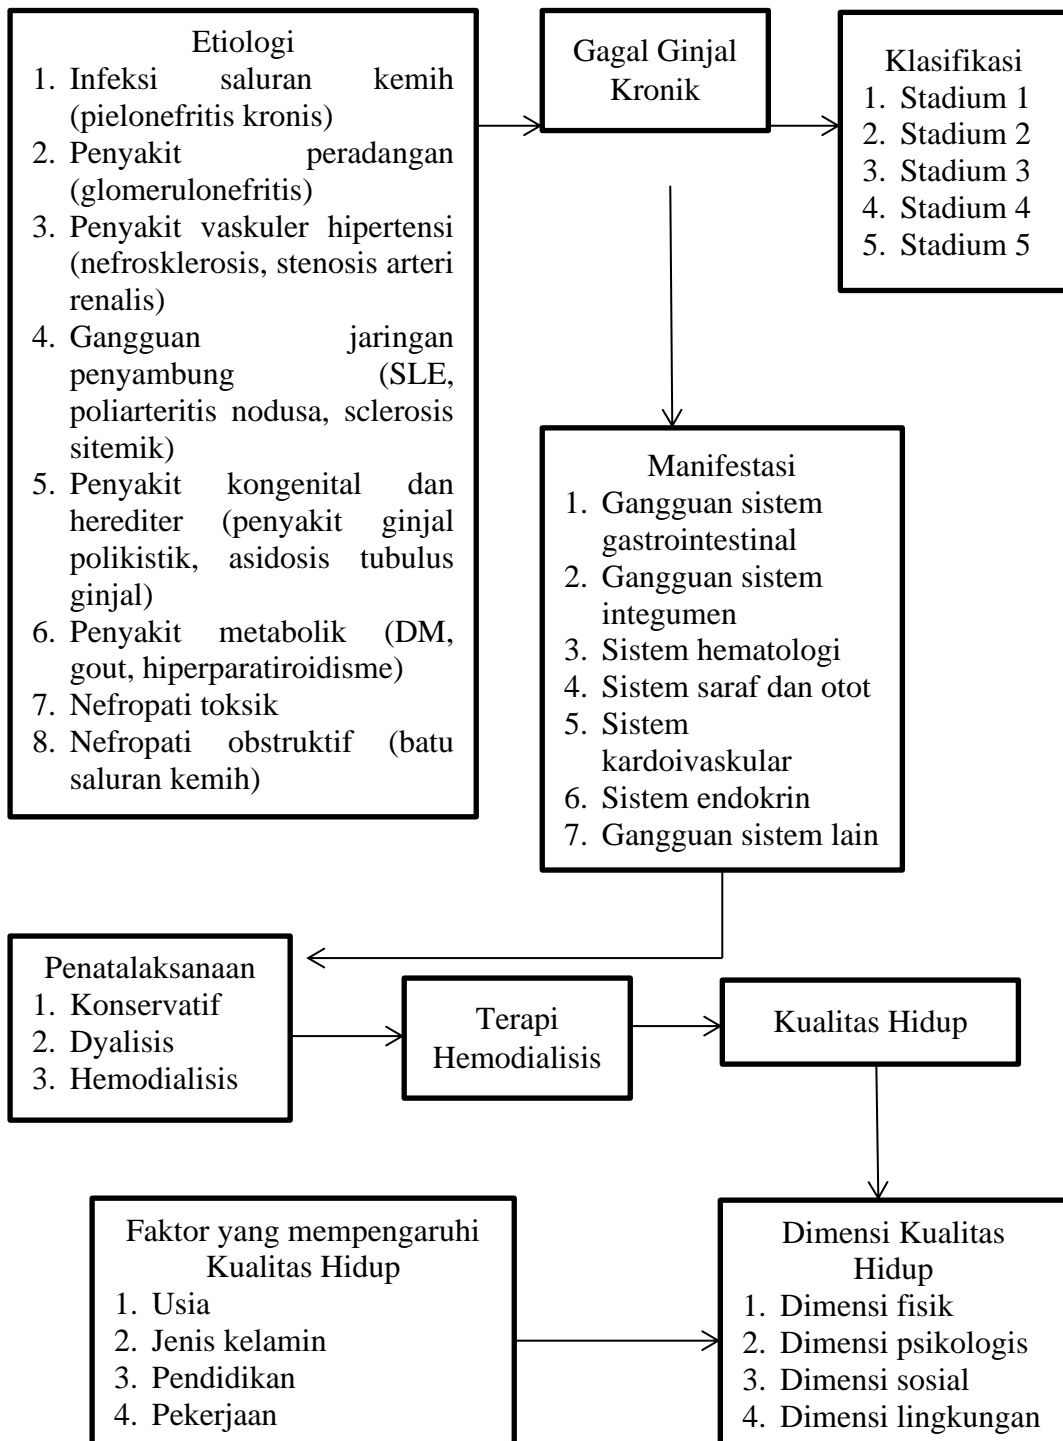 Etiologi
1. Infeksi saluran kemih
(pielonefritis kronis)
2. Penyakit peradangan
(glomerulonefritis)
3. Penyakit vaskuler hipertensi
(nefrosklerosis, stenosis arteri
renalis)
4. Gangguan jaringan
penyambung (SLE,
poliarteritis nodusa, sclerosis
sitemik)
5. Penyakit kongenital dan
herediter (penyakit ginjal
polikistik, asidosis tubulus
ginjal)
6. Penyakit metabolik (DM,
gout, hiperparatiroidisme)
7. Nefropati toksik
8. Nefropati obstruktif (batu
saluran kemih)
Gagal Ginjal
Kronik
Klasifikasi
1. Stadium 1
2. Stadium 2
3. Stadium 3
4. Stadium 4
5. Stadium 5
Manifestasi
1. Gangguan sistem
gastrointestinal
2. Gangguan sistem
integumen
3. Sistem hematologi
4. Sistem saraf dan otot
5. Sistem
kardoivaskular
6. Sistem endokrin
7. Gangguan sistem lain
Penatalaksanaan
1. Konservatif
2. Dyalisis
3. Hemodialisis
Terapi
Hemodialisis
Kualitas Hidup
Faktor yang mempengaruhi
Kualitas Hidup
1. Usia
2. Jenis kelamin
3. Pendidikan
4. Pekerjaan
Dimensi Kualitas
Hidup
1. Dimensi fisik
2. Dimensi psikologis
3. Dimensi sosial
4. Dimensi lingkungan